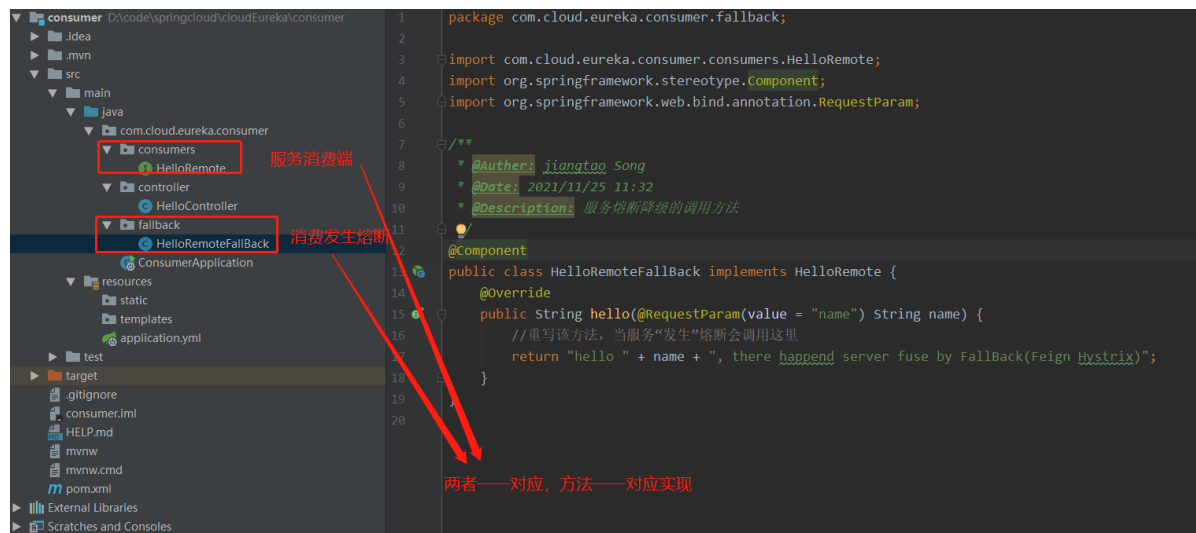 consumer D:\code\springcloud\cloudEureka\consumer
.idea
.mvn
src
main
java
com.cloud.eureka.consumer
consumers
HelloRemote
controller
HelloController
fallback
HelloRemoteFallBack
ConsumerApplication
resources
static
templates
application.yml
test
target
.gitignore
consumer.iml
HELP.md
mvnw
mvnw.cmd
pom.xml
External Libraries
Scratches and Consoles
服务消费端
消费发生熔断
1 package com.cloud.eureka.consumer.fallback;
2
3 import com.cloud.eureka.consumer.consumers.HelloRemote;
4 import org.springframework.stereotype.Component;
5 import org.springframework.web.bind.annotation.RequestParam;
6
7 /**
8 * @Auther: jiangtao Song
9 * @Date: 2021/11/25 11:32
10 * @Description: 服务熔断降级的调用方法
11 /
12 @Component
13 public class HelloRemoteFallBack implements HelloRemote {
14 @Override
15 public String hello(@RequestParam(value = "name") String name) {
16 //重写该方法，当服务“发生”熔断会调用这里
17 return "hello " + name + ", there happend server fuse by FallBack(Feign Hystrix)";
18 }
19 }
20
两者一一对应，方法一一对应实现